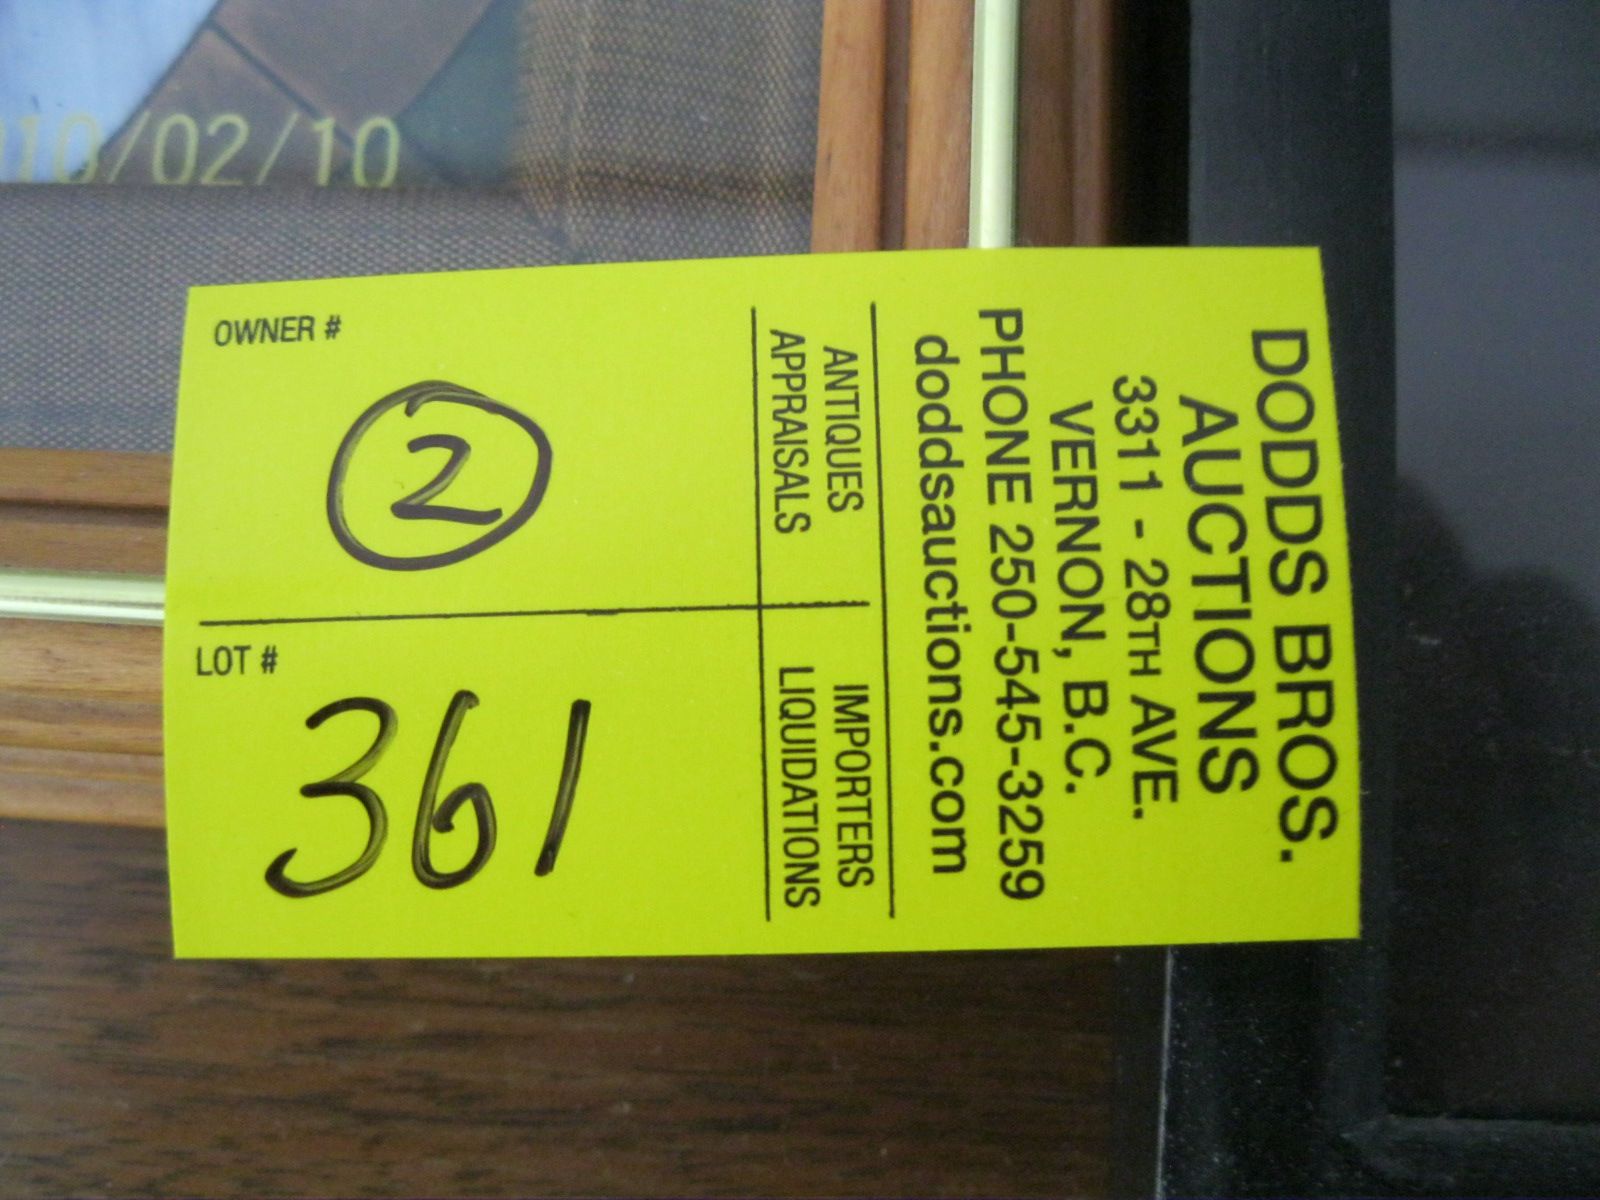 DODDS BROS.
AUCTIONS
3311 - 28TH AVE.
VERNON, B.C.
PHONE 250-545-3259
doddsauctions.com
ANTIQUES
APPRAISALS
IMPORTERS
LIQUIDATIONS
OWNER #
2
LOT #
361
010/02/10